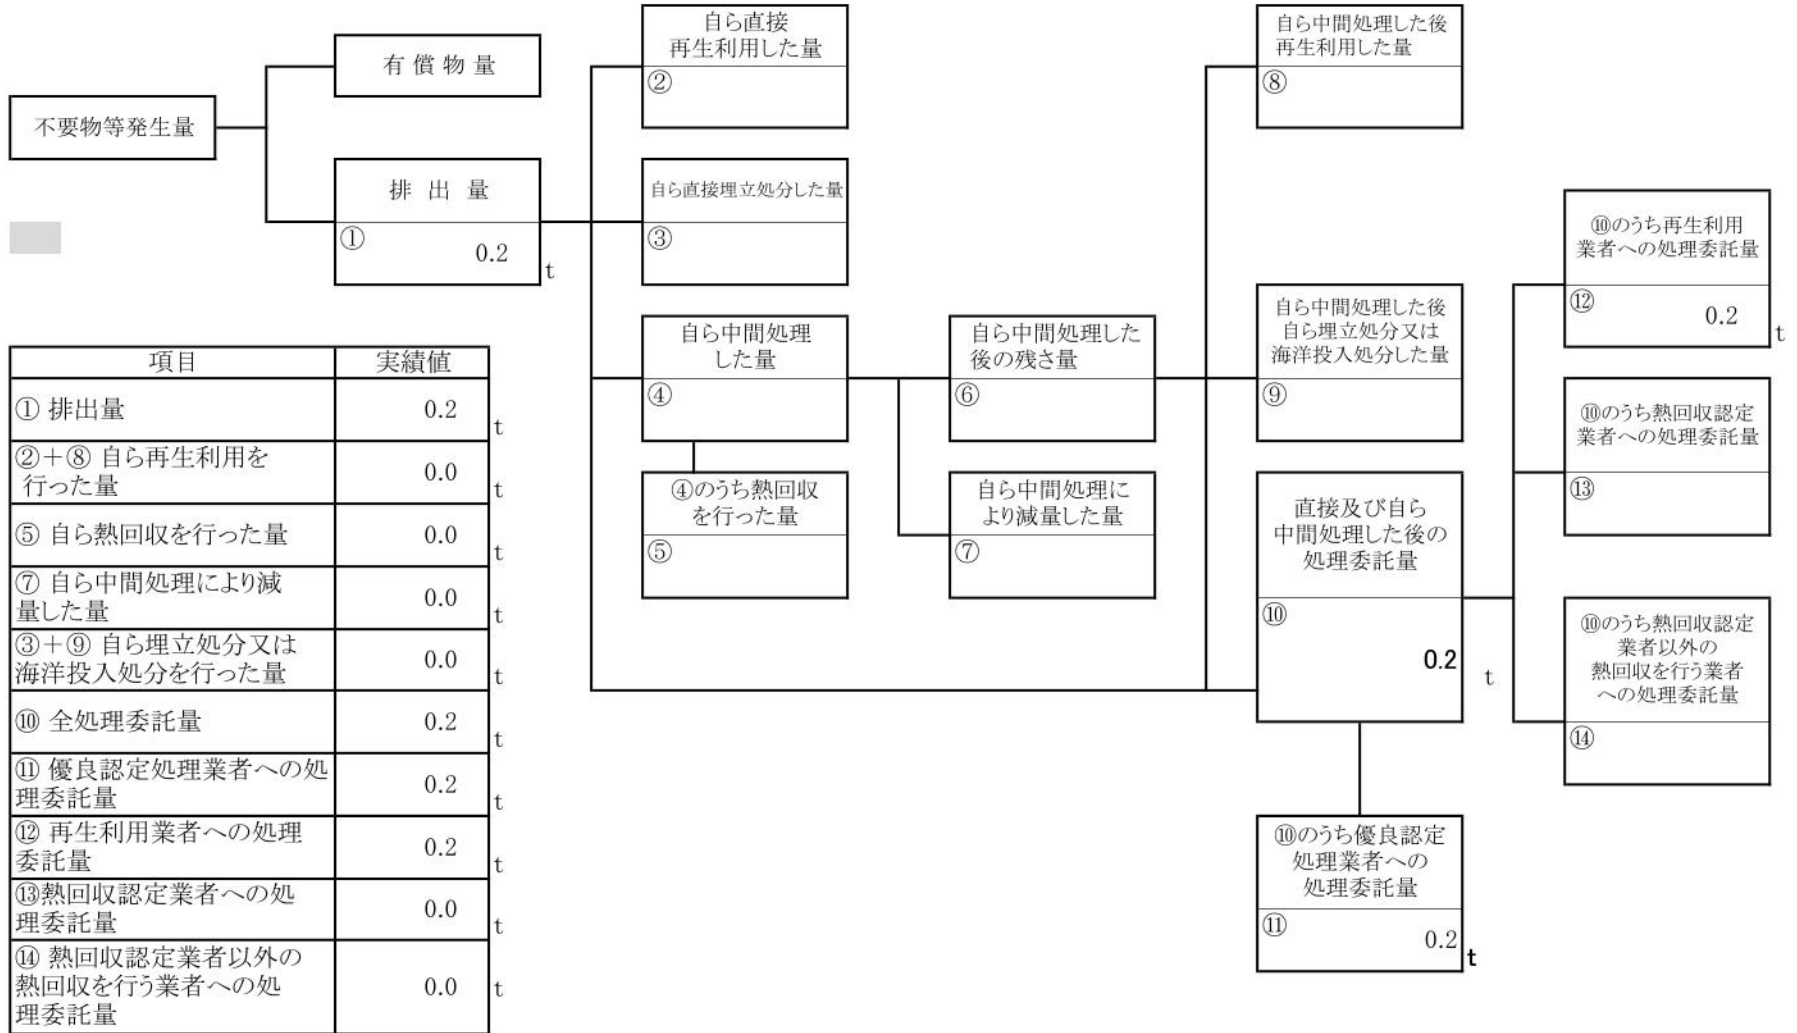 不要物等発生量
有償物量
排出量
①
0.2
t
自ら直接
再生利用した量
②
自ら直接埋立処分した量
③
自ら中間処理
した量
④
④のうち熱回収
を行った量
⑤
自ら中間処理した
後の残さ量
⑥
自ら中間処理に
より減量した量
⑦
自ら中間処理した後
再生利用した量
⑧
自ら中間処理した後
自ら埋立処分又は
海洋投入処分した量
⑨
直接及び自ら
中間処理した後の
処理委託量
⑩
0.2
t
⑩のうち優良認定
処理業者への
処理委託量
⑪
0.2
t
⑩のうち再生利用
業者への処理委託量
⑫
0.2
t
⑩のうち熱回収認定
業者への処理委託量
⑬
⑩のうち熱回収認定
業者以外の
熱回収を行う業者
への処理委託量
⑭
項目 実績値
① 排出量 0.2 t
②+⑧ 自ら再生利用を
行った量 0.0 t
⑤ 自ら熱回収を行った量 0.0 t
⑦ 自ら中間処理により減
量した量 0.0 t
③+⑨ 自ら埋立処分又は
海洋投入処分を行った量 0.0 t
⑩ 全処理委託量 0.2 t
⑪ 優良認定処理業者への処
理委託量 0.2 t
⑫ 再生利用業者への処理
委託量 0.2 t
⑬熱回収認定業者への処
理委託量 0.0 t
⑭ 熱回収認定業者以外の
熱回収を行う業者への処
理委託量 0.0 t